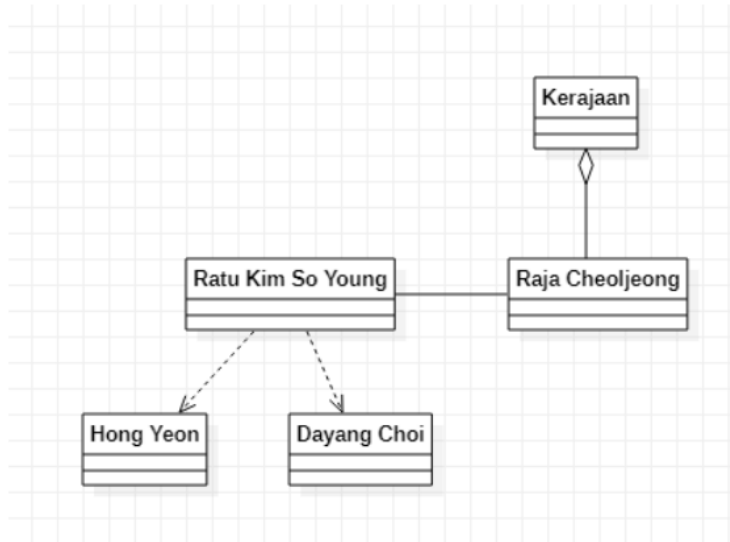 Kerajaan
Ratu Kim So Young
Raja Cheoljeong
Hong Yeon
Dayang Choi